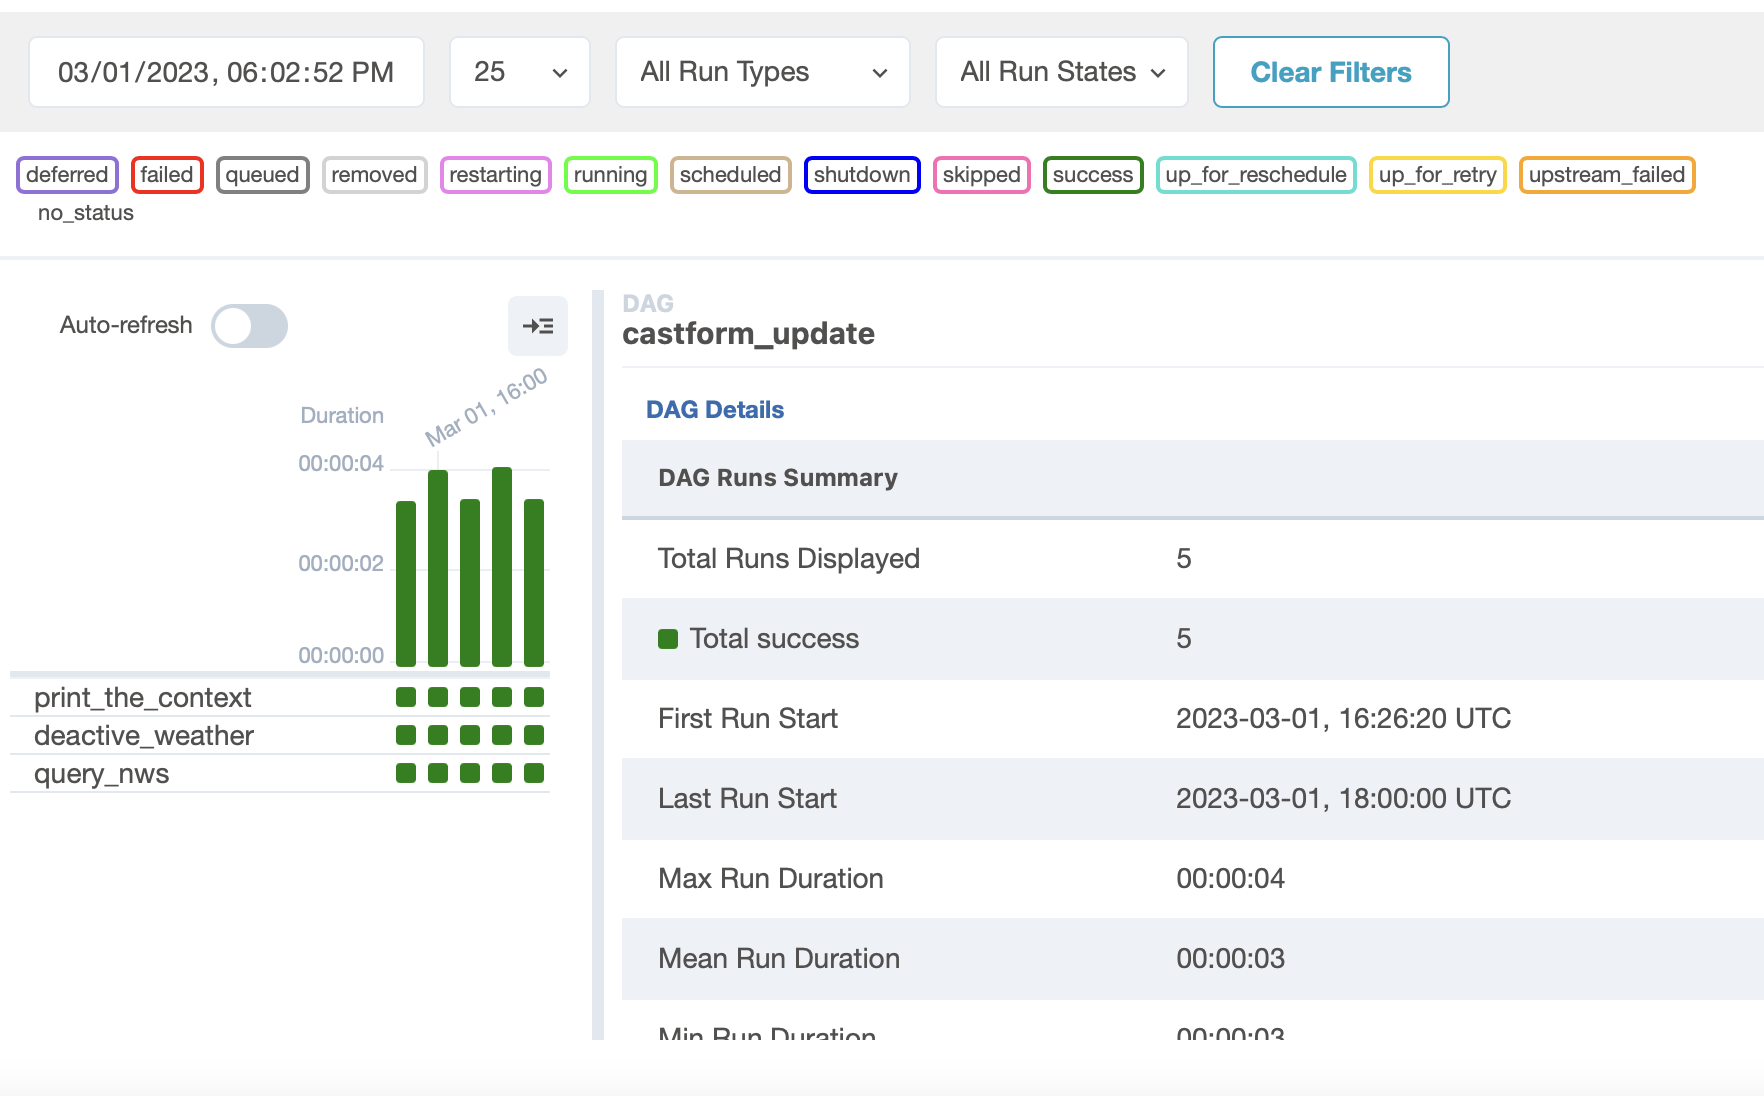 03/01/2023, 06:02:52 PM 25 All Run Types All Run States Clear Filters
deferred failed queued removed restarting running scheduled shutdown skipped success up_for_reschedule up_for_retry upstream_failed
no_status
Auto-refresh
Duration
Mar 01, 16:00
00:00:04
00:00:02
00:00:00
print_the_context
deactive_weather
query_nws
DAG
castform_update
DAG Details
DAG Runs Summary
Total Runs Displayed 5
Total success 5
First Run Start 2023-03-01, 16:26:20 UTC
Last Run Start 2023-03-01, 18:00:00 UTC
Max Run Duration 00:00:04
Mean Run Duration 00:00:03
Min Run Duration 00:00:03